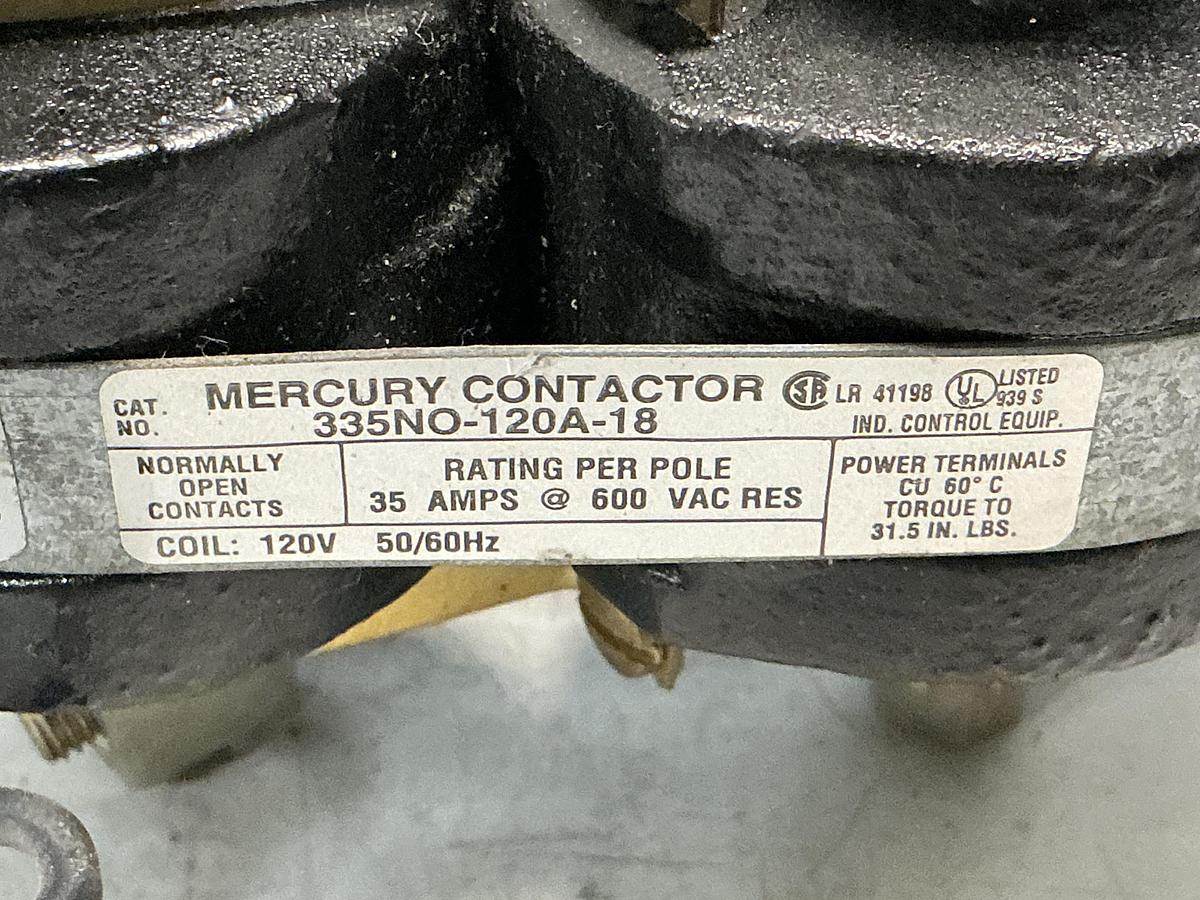 MERCURY CONTACTOR SA LR 41198 UL LISTED
939 S
CAT.
NO. 335NO-120A-18 IND. CONTROL EQUIP.
NORMALLY
OPEN
CONTACTS
RATING PER POLE
35 AMPS @ 600 VAC RES
POWER TERMINALS
CU 60° C
TORQUE TO
31.5 IN. LBS.
COIL: 120V 50/60Hz